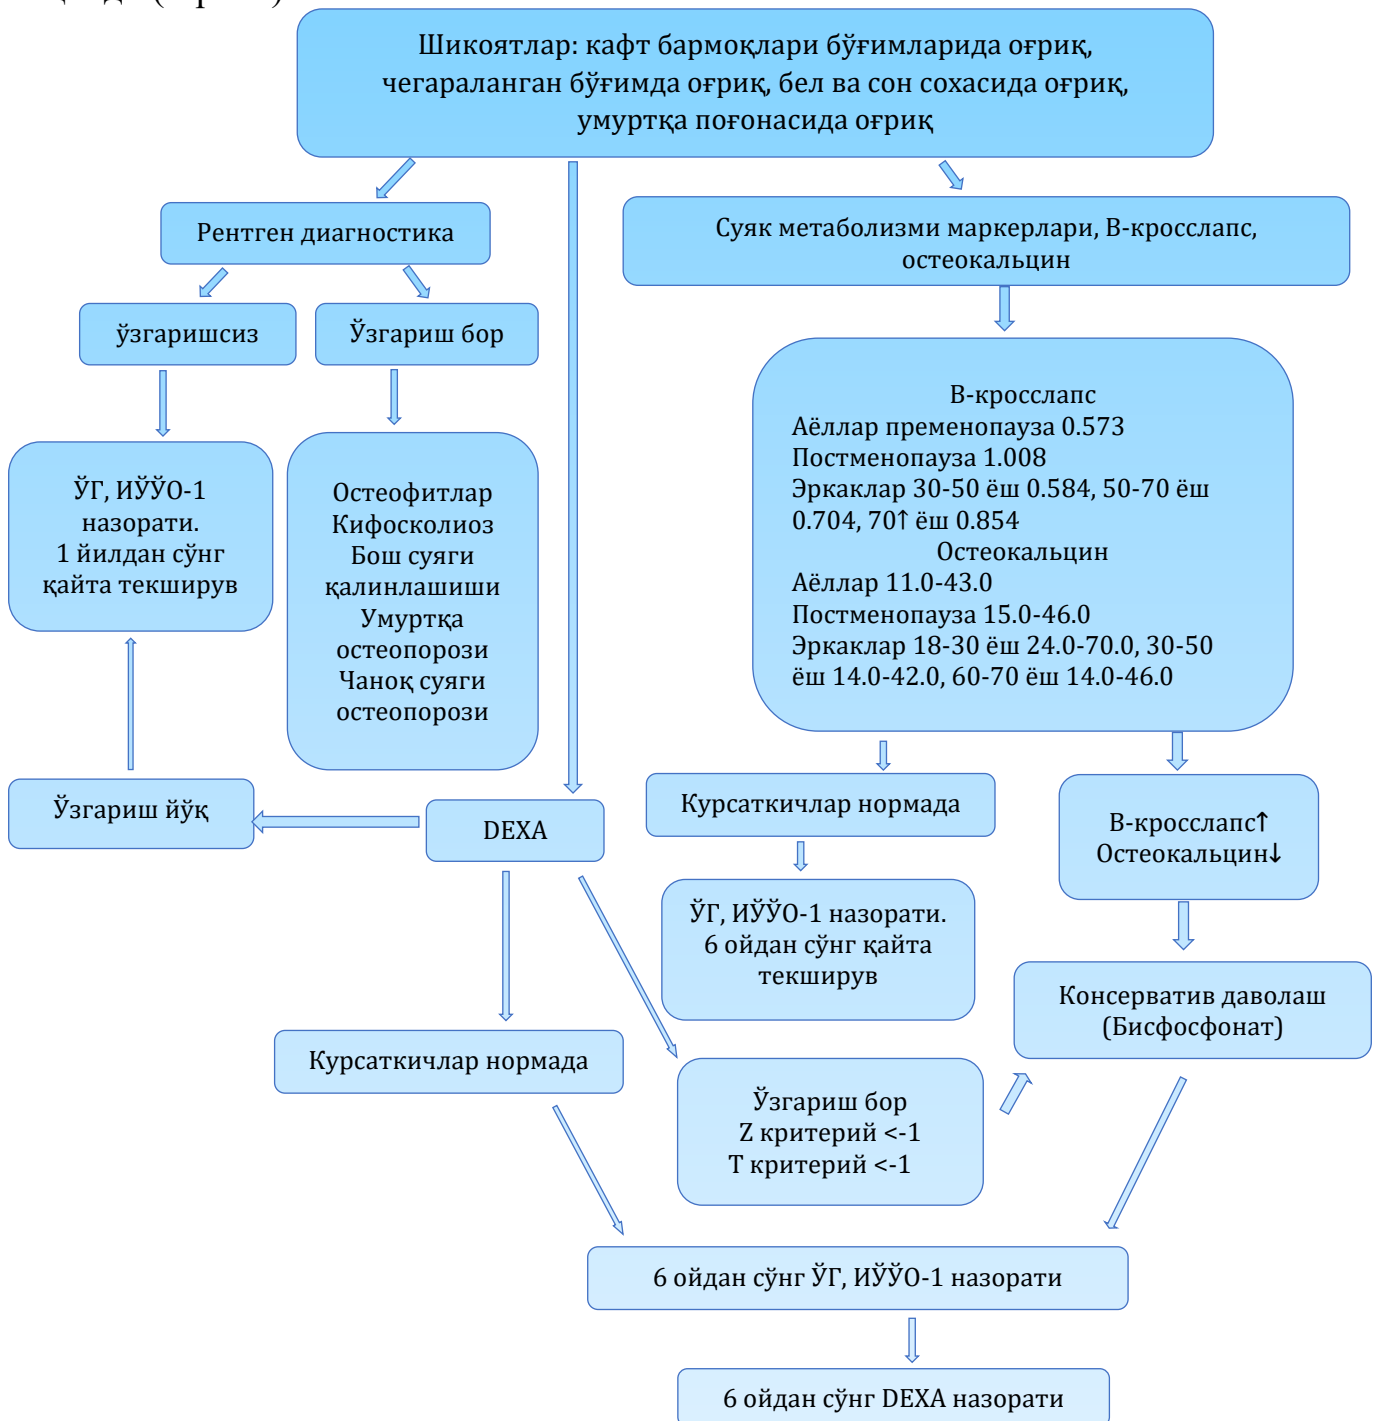 Шикоятлар: кафт бармоқлари бўғимларида оғриқ,
чегараланган бўғимда оғриқ, бел ва сон сохасида оғриқ,
умуртқа поғонасида оғриқ
Рентген диагностика
Суяк метаболизми маркерлари, В-кросслапс,
остеокальцин
ўзгаришсиз
Ўзгариш бор
В-кросслапс
Аёллар пременопауза 0.573
Постменопауза 1.008
Эркаклар 30-50 ёш 0.584, 50-70 ёш
0.704, 70↑ ёш 0.854
Остеокальцин
Аёллар 11.0-43.0
Постменопауза 15.0-46.0
Эркаклар 18-30 ёш 24.0-70.0, 30-50
ёш 14.0-42.0, 60-70 ёш 14.0-46.0
ЎГ, ИЎЎО-1
назорати.
1 йилдан сўнг
қайта текширув
Остеофитлар
Кифосколиоз
Бош суяги
қалинлашиши
Умуртқа
остеопорози
Чаноқ суяги
остеопорози
Ўзгариш йўқ
DEXA
Курсаткичлар нормада
В-кросслапс↑
Остеокальцин↓
ЎГ, ИЎЎО-1 назорати.
6 ойдан сўнг қайта
текширув
Консерватив даволаш
(Бисфосфонат)
Курсаткичлар нормада
Ўзгариш бор
Z критерий <-1
T критерий <-1
6 ойдан сўнг ЎГ, ИЎЎО-1 назорати
6 ойдан сўнг DEXA назорати